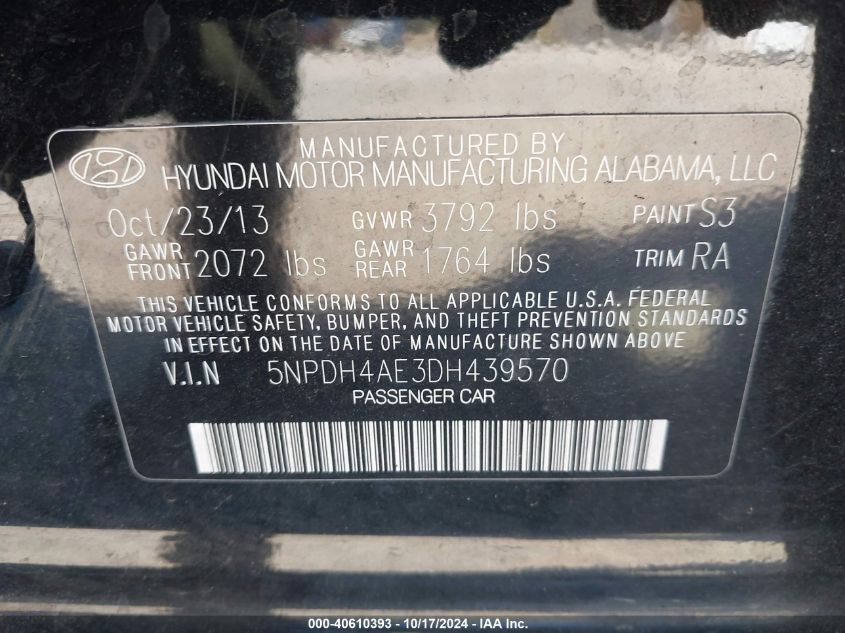 MANUFACTURED BY
HYUNDAI MOTOR MANUFACTURING ALABAMA, LLC
Oct/23/13 GVWR 3792 lbs PAINT S3
GAWR FRONT 2072 lbs GAWR REAR 1764 lbs TRIM RA
THIS VEHICLE CONFORMS TO ALL APPLICABLE U.S.A. FEDERAL
MOTOR VEHICLE SAFETY, BUMPER, AND THEFT PREVENTION STANDARDS
IN EFFECT ON THE DATE OF MANUFACTURE SHOWN ABOVE.
V.I.N 5NPDH4AE3DH439570
PASSENGER CAR
000-40610393 - 10/17/2024 - IAA Inc.